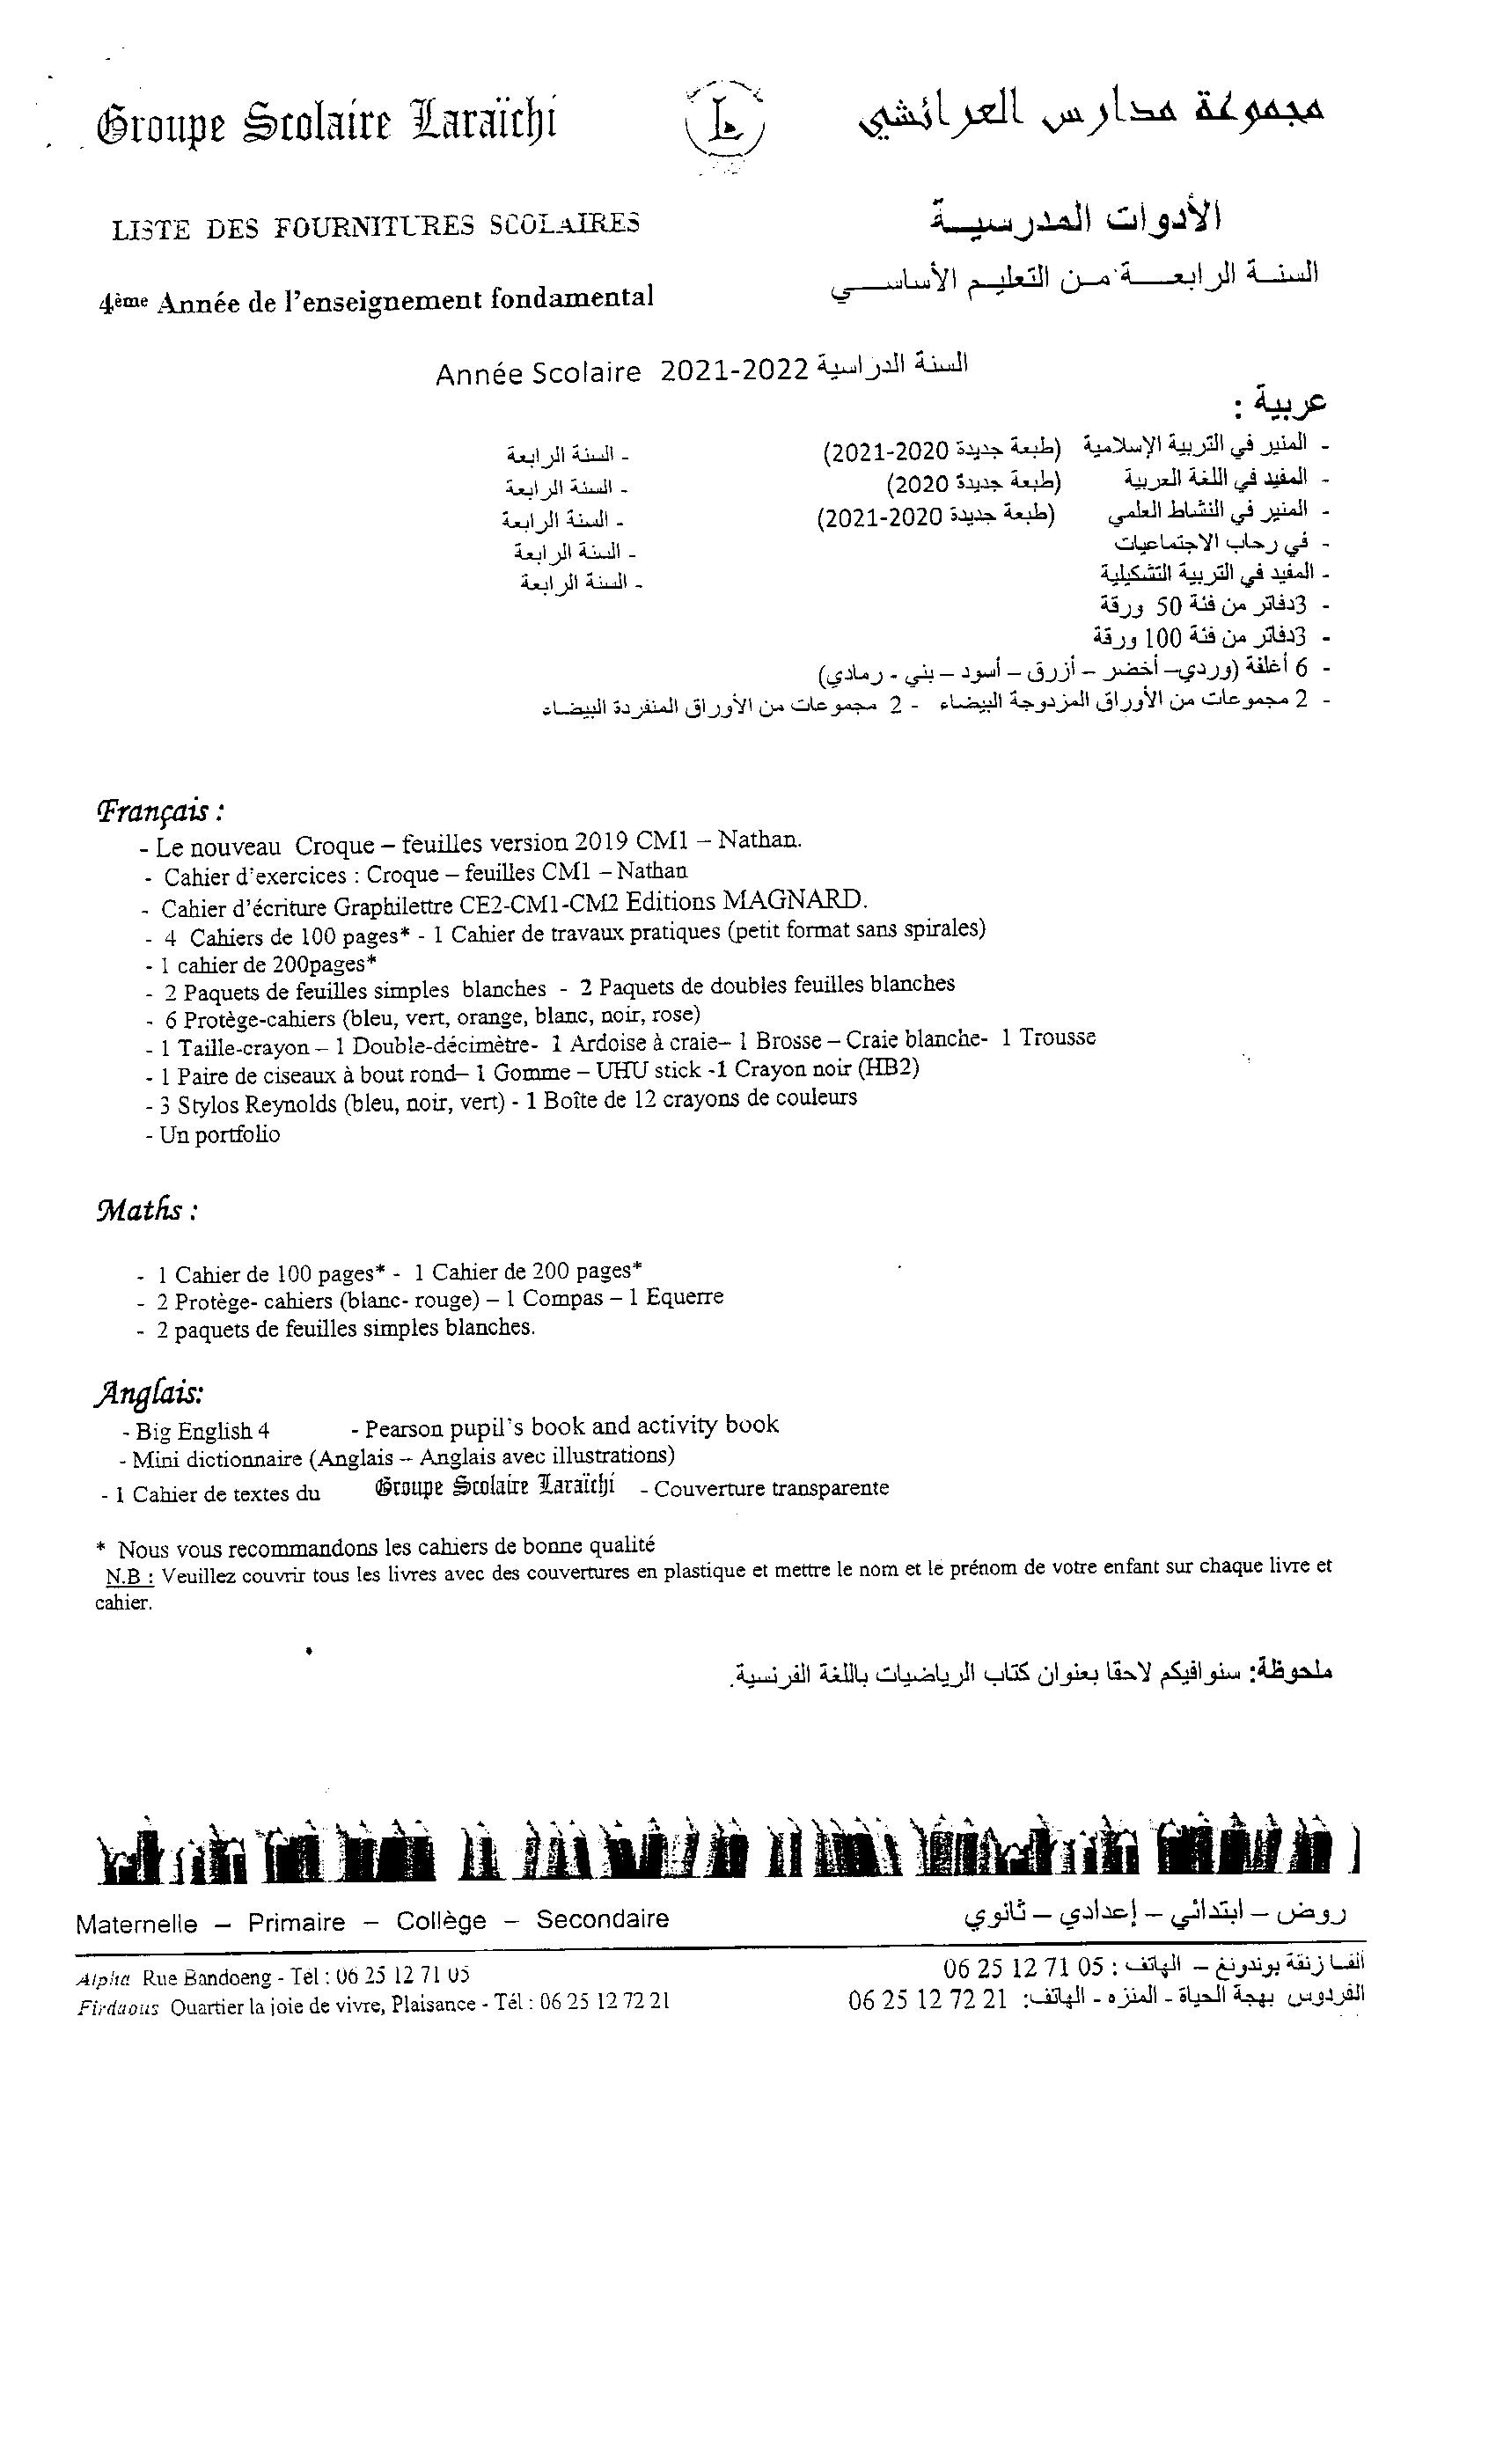 Groupe Scolaire Laraïchi
مجموعة مدارس العرائشي
L
LISTE DES FOURNITURES SCOLAIRES
الأدوات المدرسيـــة
4ème Année de l'enseignement fondamental
السنــة الرابعــــة من التعليم الأساســـي
Année Scolaire 2021-2022 السنة الدراسية
عربية :
- المنير في التربية الإسلامية (طبعة جديدة 2020-2021) - السنة الرابعة
- المفيد في اللغة العربية (طبعة جديدة 2020) - السنة الرابعة
- المنير في النشاط العلمي (طبعة جديدة 2020-2021) - السنة الرابعة
- في رحاب الاجتماعيات - السنة الرابعة
- المفيد في التربية التشكيلية - السنة الرابعة
- 3دفاتر من فئة 50 ورقة
- 3دفاتر من فئة 100 ورقة
- 6 أغلفة (وردي– أخضر – أزرق – أسود – بني - رمادي)
- 2 مجموعات من الأوراق المزدوجة البيضاء - 2 مجموعات من الأوراق المنفردة البيضاء
Français :
- Le nouveau Croque – feuilles version 2019 CM1 – Nathan.
- Cahier d'exercices : Croque – feuilles CM1 – Nathan
- Cahier d'écriture Graphilettre CE2-CM1-CM2 Editions MAGNARD.
- 4 Cahiers de 100 pages* - 1 Cahier de travaux pratiques (petit format sans spirales)
- 1 cahier de 200pages*
- 2 Paquets de feuilles simples blanches - 2 Paquets de doubles feuilles blanches
- 6 Protège-cahiers (bleu, vert, orange, blanc, noir, rose)
- 1 Taille-crayon – 1 Double-décimètre- 1 Ardoise à craie– 1 Brosse – Craie blanche- 1 Trousse
- 1 Paire de ciseaux à bout rond– 1 Gomme – UHU stick -1 Crayon noir (HB2)
- 3 Stylos Reynolds (bleu, noir, vert) - 1 Boîte de 12 crayons de couleurs
- Un portfolio
Maths :
- 1 Cahier de 100 pages* - 1 Cahier de 200 pages*
- 2 Protège- cahiers (blanc- rouge) – 1 Compas – 1 Equerre
- 2 paquets de feuilles simples blanches.
Anglais:
- Big English 4 - Pearson pupil's book and activity book
- Mini dictionnaire (Anglais – Anglais avec illustrations)
- 1 Cahier de textes du Groupe Scolaire Laraïchi - Couverture transparente
* Nous vous recommandons les cahiers de bonne qualité
N.B : Veuillez couvrir tous les livres avec des couvertures en plastique et mettre le nom et le prénom de votre enfant sur chaque livre et
cahier.
ملحوظة: سنوافيكم لاحقا بعنوان كتاب الرياضيات باللغة الفرنسية.
Maternelle – Primaire – Collège – Secondaire
روض – ابتدائي – إعدادي – ثانوي
Alpha Rue Bandoeng - Tél : 06 25 12 71 05
ألفا زنقة بوندونغ – الهاتف : 05 71 12 25 06
Firdaous Quartier la joie de vivre, Plaisance - Tél : 06 25 12 72 21
الفردوس بهجة الحياة - المنزه - الهاتف: 21 72 12 25 06